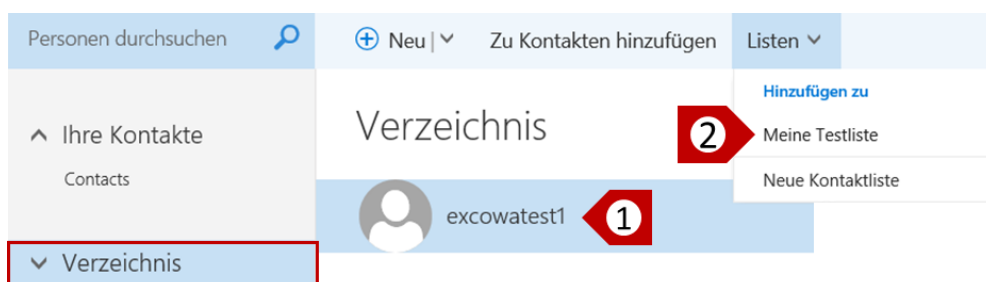 Personen durchsuchen
Neu | Zu Kontakten hinzufügen Listen
Hinzufügen zu
Ihre Kontakte
Verzeichnis
2 Meine Testliste
Contacts
Neue Kontaktliste
excowatest1 1
Verzeichnis